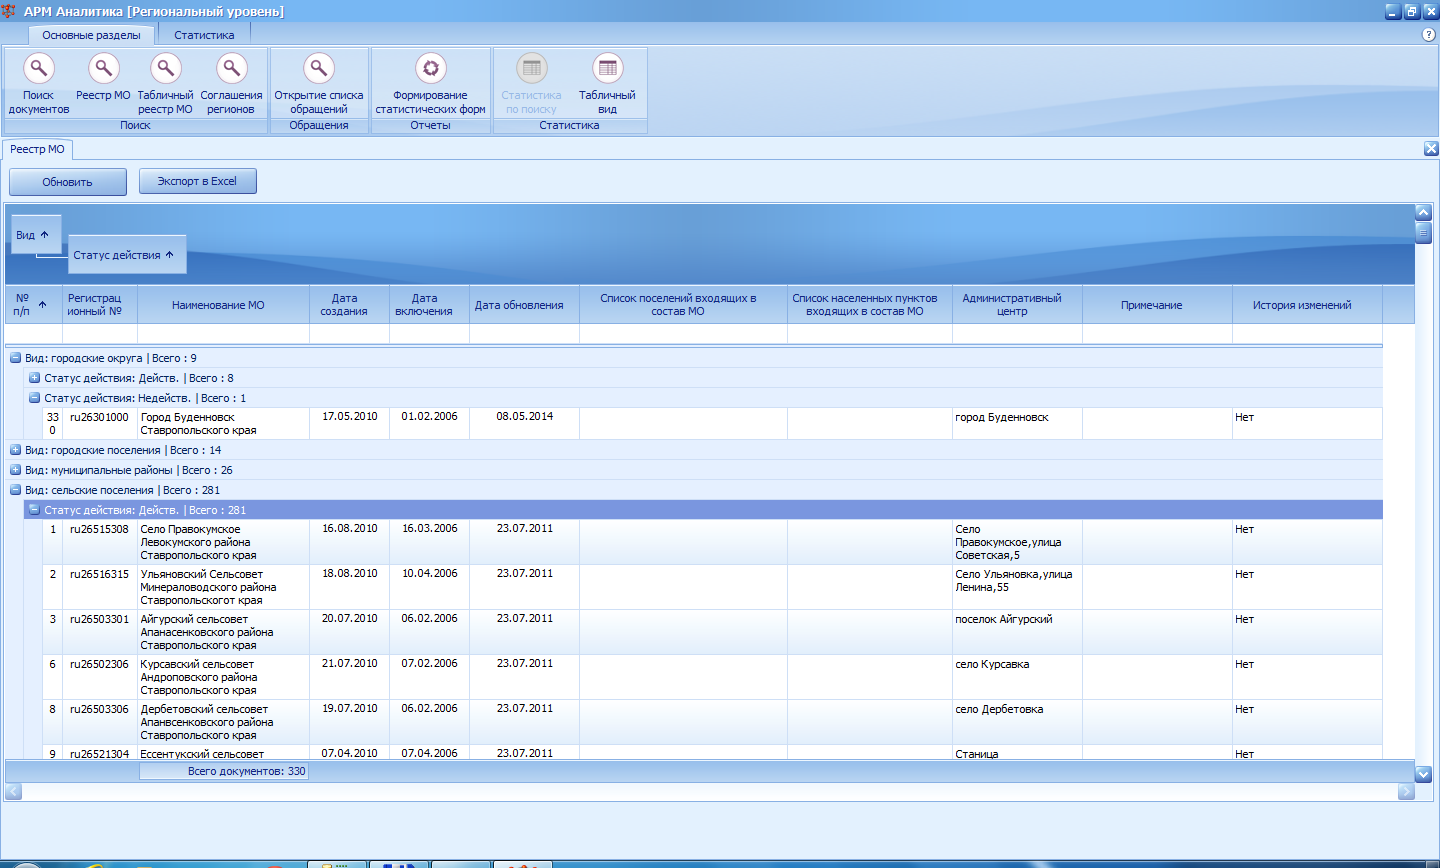 АРМ Аналитика [Региональный уровень]
Основные разделы
Статистика
?
Поиск документов
Реестр МО
Табличный реестр МО
Соглашения регионов
Открытие списка обращений
Формирование статистических форм
Статистика по поиску
Табличный вид
Поиск
Обращения
Отчеты
Статистика
Реестр МО
Обновить
Экспорт в Excel
Вид
Статус действия
№ п/п
Регистрац ионный №
Наименование МО
Дата создания
Дата включения
Дата обновления
Список поселений входящих в состав МО
Список населенных пунктов входящих в состав МО
Административный центр
Примечание
История изменений
Вид: городские округа | Всего : 9
Статус действия: Действ. | Всего : 8
Статус действия: Недейств. | Всего : 1
33 ru26301000 Город Буденновск 17.05.2010 01.02.2006 08.05.2014 город Буденновск Нет
0 Ставропольского края
Вид: городские поселения | Всего : 14
Вид: муниципальные районы | Всего : 26
Вид: сельские поселения | Всего : 281
Статус действия: Действ. | Всего : 281
1 ru26515308 Село Правокумское 16.08.2010 16.03.2006 23.07.2011 Село Нет
Левокумского района Правокумское,улица
Ставропольского края Советская,5
2 ru26516315 Ульяновский Сельсовет 18.08.2010 10.04.2006 23.07.2011 Село Ульяновка,улица Нет
Минераловодского района Ленина,55
Ставропольскогот края
3 ru26503301 Айгурский сельсовет 20.07.2010 06.02.2006 23.07.2011 поселок Айгурский Нет
Апанасенковского района
Ставропольского края
6 ru26502306 Курсавский сельсовет 21.07.2010 07.02.2006 23.07.2011 село Курсавка Нет
Андроповского района
Ставропольского края
8 ru26503306 Дербетовский сельсовет 19.07.2010 06.02.2006 23.07.2011 село Дербетовка Нет
Апанвсенковского района
Ставропольского края
9 ru26521304 Ессентукский сельсовет 07.04.2010 07.04.2006 23.07.2011 Станица Нет
Всего документов: 330